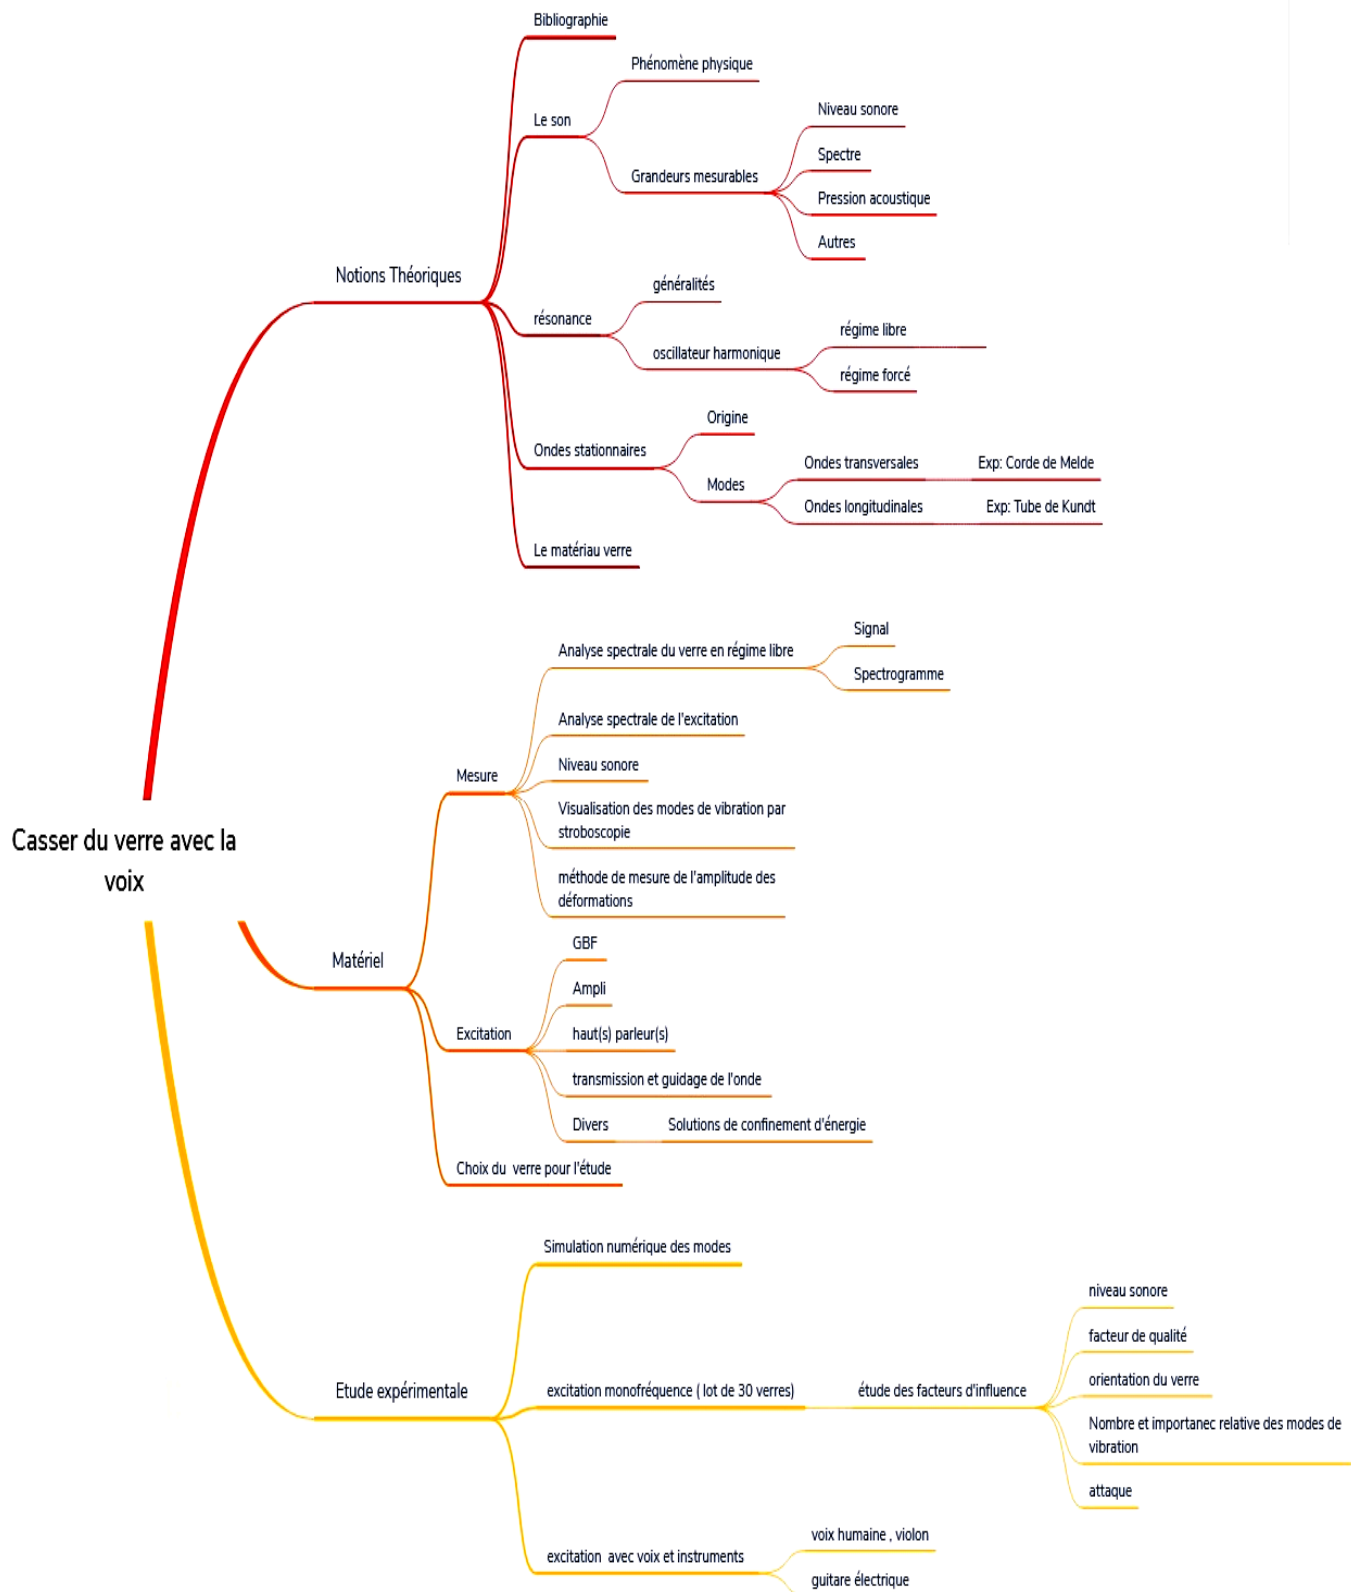 Bibliographie
Phénomène physique
Le son
Niveau sonore
Spectre
Grandeurs mesurables
Pression acoustique
Autres
Notions Théoriques
généralités
résonance
oscillateur harmonique
régime libre
régime forcé
Origine
Ondes stationnaires
Modes
Ondes transversales
Exp: Corde de Melde
Ondes longitudinales
Exp: Tube de Kundt
Le matériau verre
Casser du verre avec la
voix
Signal
Analyse spectrale du verre en régime libre
Spectrogramme
Analyse spectrale de l'excitation
Mesure
Niveau sonore
Visualisation des modes de vibration par
stroboscopie
méthode de mesure de l'amplitude des
déformations
Matériel
GBF
Ampli
Excitation
haut(s) parleur(s)
transmission et guidage de l'onde
Divers
Solutions de confinement d'énergie
Choix du  verre pour l'étude
Simulation numérique des modes
niveau sonore
facteur de qualité
Etude expérimentale
excitation monofréquence ( lot de 30 verres)
étude des facteurs d'influence
orientation du verre
Nombre et importanec relative des modes de
vibration
attaque
voix humaine , violon
excitation  avec voix et instruments
guitare électrique